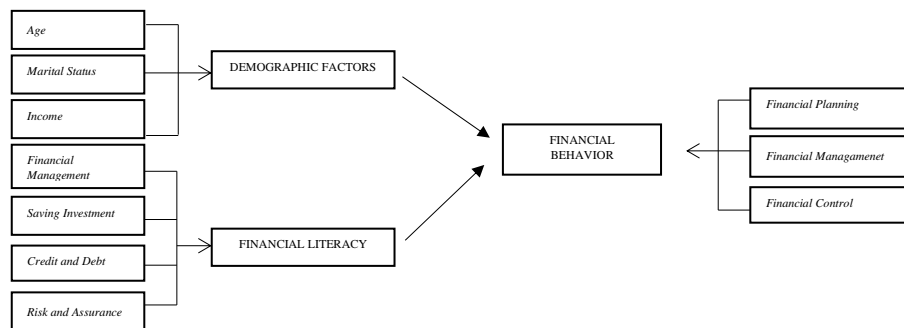 Age
Marital Status
Income
Financial
Management
Saving Investment
Credit and Debt
Risk and Assurance
DEMOGRAPHIC FACTORS
FINANCIAL LITERACY
FINANCIAL
BEHAVIOR
Financial Planning
Financial Managamenet
Financial Control